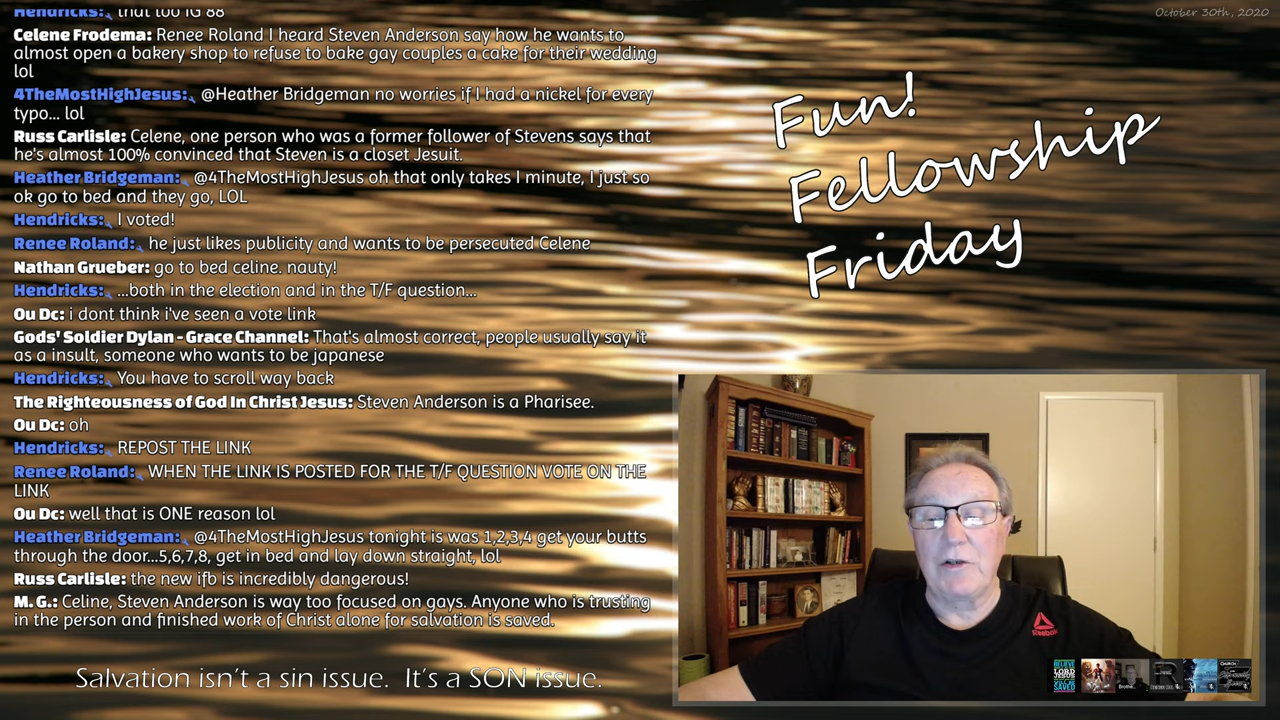 Hendricks: that too IG 88
Celene Frodema: Renee Roland I heard Steven Anderson say how he wants to
almost open a bakery shop to refuse to bake gay couples a cake for their wedding
lol
4TheMostHighJesus: @Heather Bridgeman no worries if I had a nickel for every
typo... lol
Russ Carlisle: Celene, one person who was a former follower of Stevens says that
he's almost 100% convinced that Steven is a closet Jesuit.
Heather Bridgeman: @4TheMostHighJesus oh that only takes 1 minute, I just so
ok go to bed and they go, LOL
Hendricks: I voted!
Renee Roland: he just likes publicity and wants to be persecuted Celene
Nathan Grueber: go to bed celine. nauty!
Hendricks: ...both in the election and in the T/F question...
Ou Dc: i dont think i've seen a vote link
Gods' Soldier Dylan - Grace Channel: That's almost correct, people usually say it
as a insult, someone who wants to be japanese
Hendricks: You have to scroll way back
The Righteousness of God In Christ Jesus: Steven Anderson is a Pharisee.
Ou Dc: oh
Hendricks: REPOST THE LINK
Renee Roland: WHEN THE LINK IS POSTED FOR THE T/F QUESTION VOTE ON THE
LINK
Ou Dc: well that is ONE reason lol
Heather Bridgeman: @4TheMostHighJesus tonight is was 1,2,3,4 get your butts
through the door...5,6,7,8, get in bed and lay down straight, lol
Russ Carlisle: the new ifb is incredibly dangerous!
M. G.: Celine, Steven Anderson is way too focused on gays. Anyone who is trusting
in the person and finished work of Christ alone for salvation is saved.
Salvation isn't a sin issue. It's a SON issue.
October 30th, 2020
Fun!
Fellowship
Friday
Reebok
BELIEVE
LORD
JESUS
SAVED
Brothe...
CHURCH